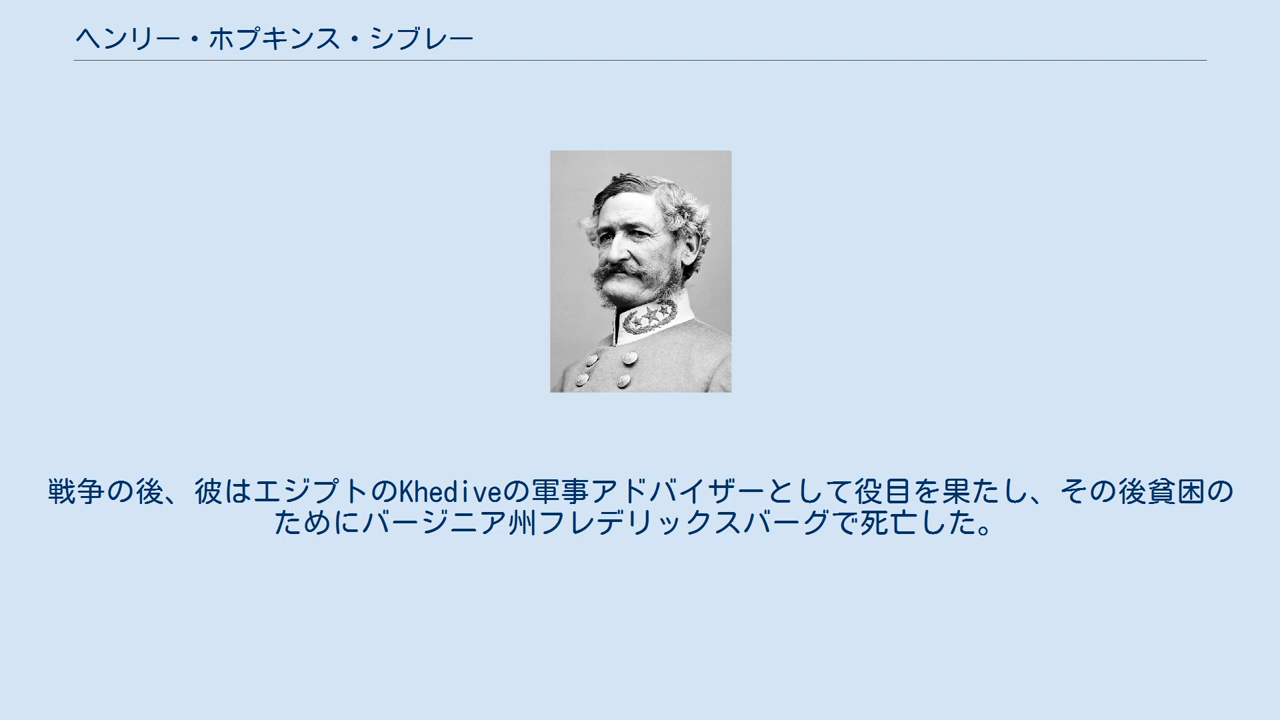 ヘンリー・ホプキンス・シブレー
戦争の後、彼はエジプトのKhediveの軍事アドバイザーとして役目を果たし、その後貧困の
ためにバージニア州フレデリックスバーグで死亡した。